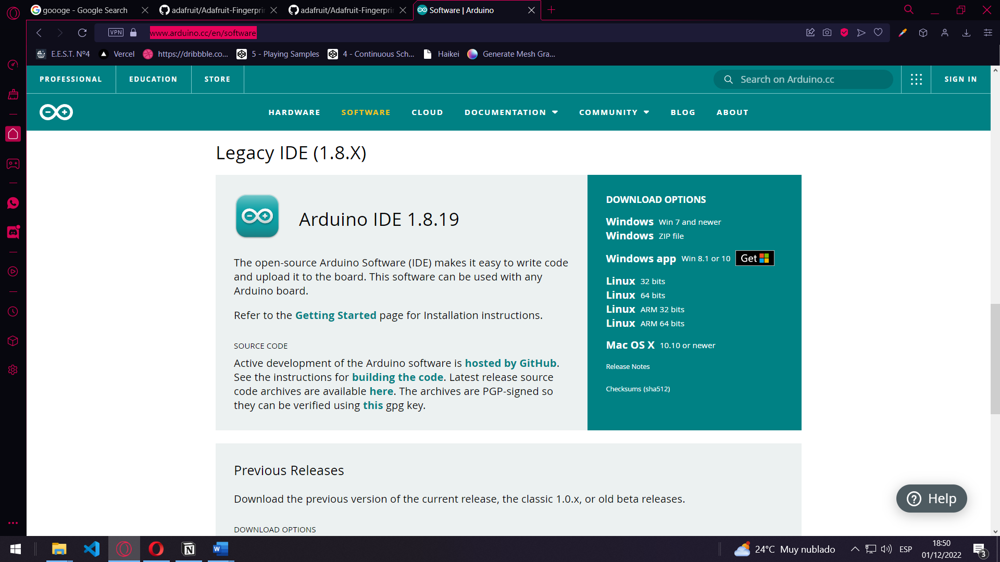 goooge - Google Search
adafruit/Adafruit-Fingerprin
adafruit/Adafruit-Fingerprin
Software | Arduino
VPN
www.arduino.cc/en/software
E.E.S.T. Nº4
Vercel
https://dribbble.co...
5 - Playing Samples
4 - Continuous Sch...
Haikei
Generate Mesh Gra...
PROFESSIONAL
EDUCATION
STORE
Search on Arduino.cc
SIGN IN
HARDWARE
SOFTWARE
CLOUD
DOCUMENTATION
COMMUNITY
BLOG
ABOUT
Legacy IDE (1.8.X)
Arduino IDE 1.8.19
The open-source Arduino Software (IDE) makes it easy to write code
and upload it to the board. This software can be used with any
Arduino board.
Refer to the Getting Started page for Installation instructions.
SOURCE CODE
Active development of the Arduino software is hosted by GitHub.
See the instructions for building the code. Latest release source
code archives are available here. The archives are PGP-signed so
they can be verified using this gpg key.
DOWNLOAD OPTIONS
Windows Win 7 and newer
Windows ZIP file
Windows app Win 8.1 or 10 Get
Linux 32 bits
Linux 64 bits
Linux ARM 32 bits
Linux ARM 64 bits
Mac OS X 10.10 or newer
Release Notes
Checksums (sha512)
Previous Releases
Download the previous version of the current release, the classic 1.0.x, or old beta releases.
DOWNLOAD OPTIONS
Help
24°C Muy nublado
ESP
18:50
01/12/2022
3